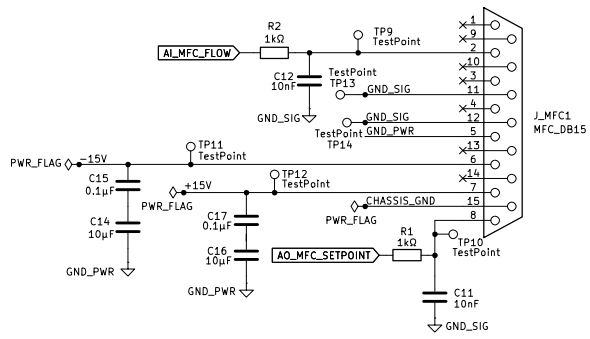 R2
1kΩ
TP9
TestPoint
1
9
AI_MFC_FLOW
2
C12
10nF
TestPoint
TP13
10
3
GND_SIG
11
4
GND_SIG
GND_SIG
12
TestPoint
TP14
GND_PWR
5
J_MFC1
MFC_DB15
TP11
TestPoint
13
PWR_FLAG
-15V
6
C15
0.1µF
TP12
TestPoint
14
+15V
7
PWR_FLAG
C17
0.1µF
CHASSIS_GND
15
PWR_FLAG
8
C14
10µF
R1
1kΩ
TP10
TestPoint
C16
10µF
AO_MFC_SETPOINT
GND_PWR
GND_PWR
C11
10nF
GND_SIG